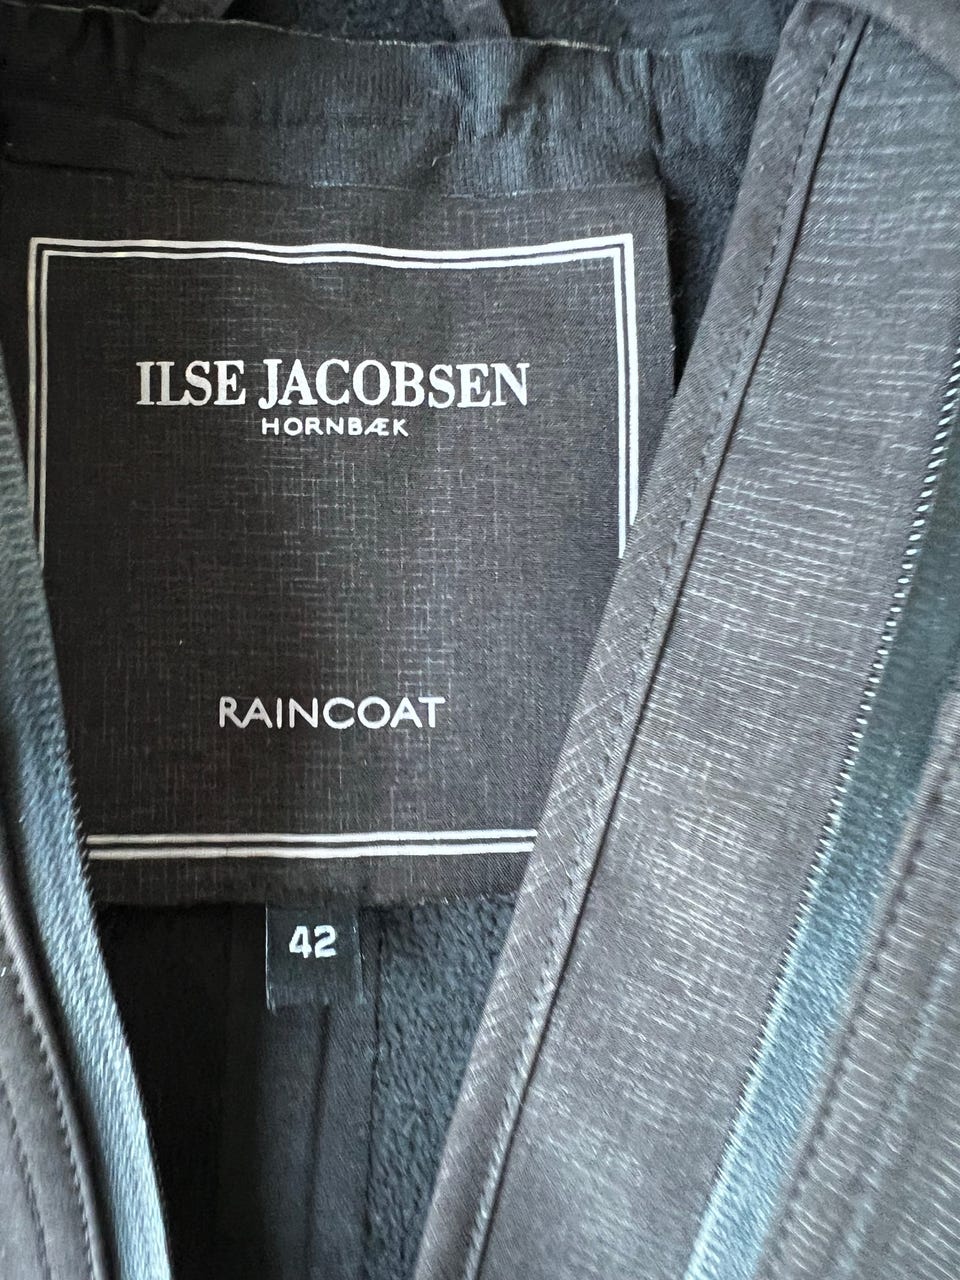 ILSE JACOBSEN
HORNBÆK
RAINCOAT
42